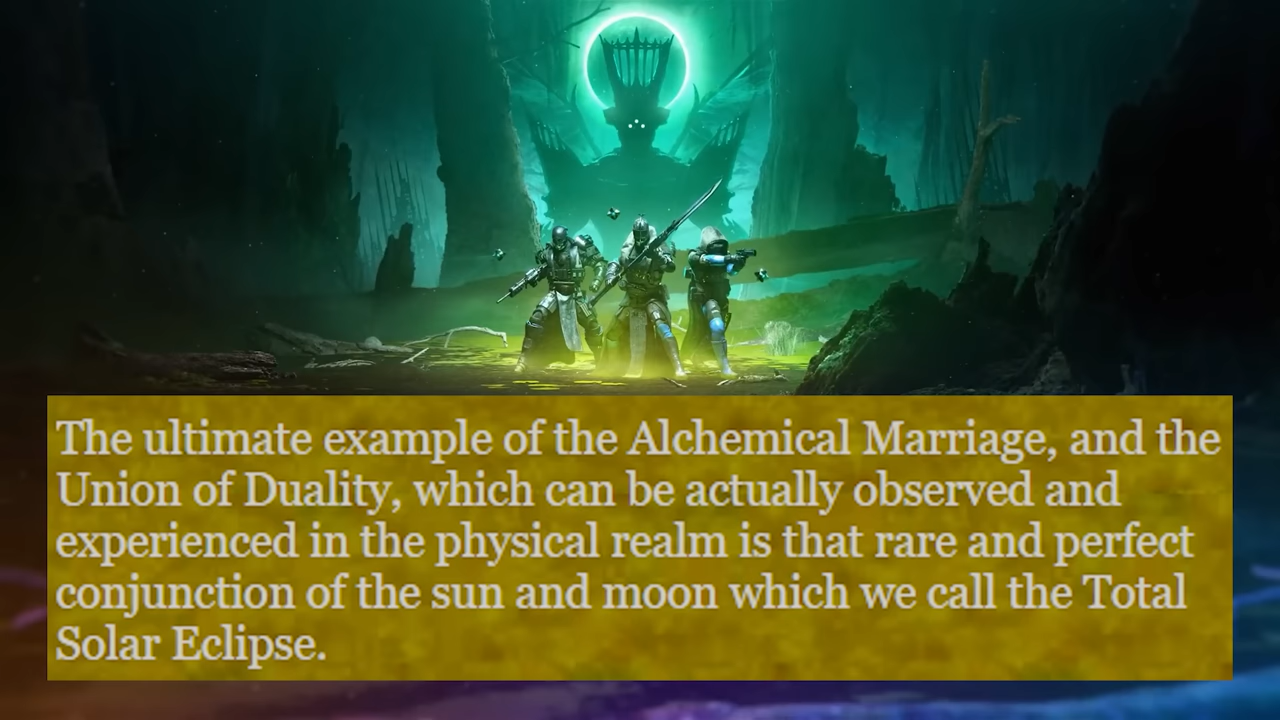 The ultimate example of the Alchemical Marriage, and the
Union of Duality, which can be actually observed and
experienced in the physical realm is that rare and perfect
conjunction of the sun and moon which we call the Total
Solar Eclipse.